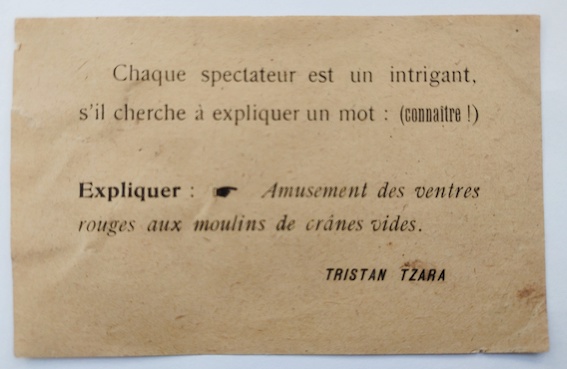 Chaque spectateur est un intrigant,
s'il cherche à expliquer un mot : (connaître !)
Expliquer : ☛ Amusement des ventres
rouges aux moulins de crânes vides.
TRISTAN TZARA